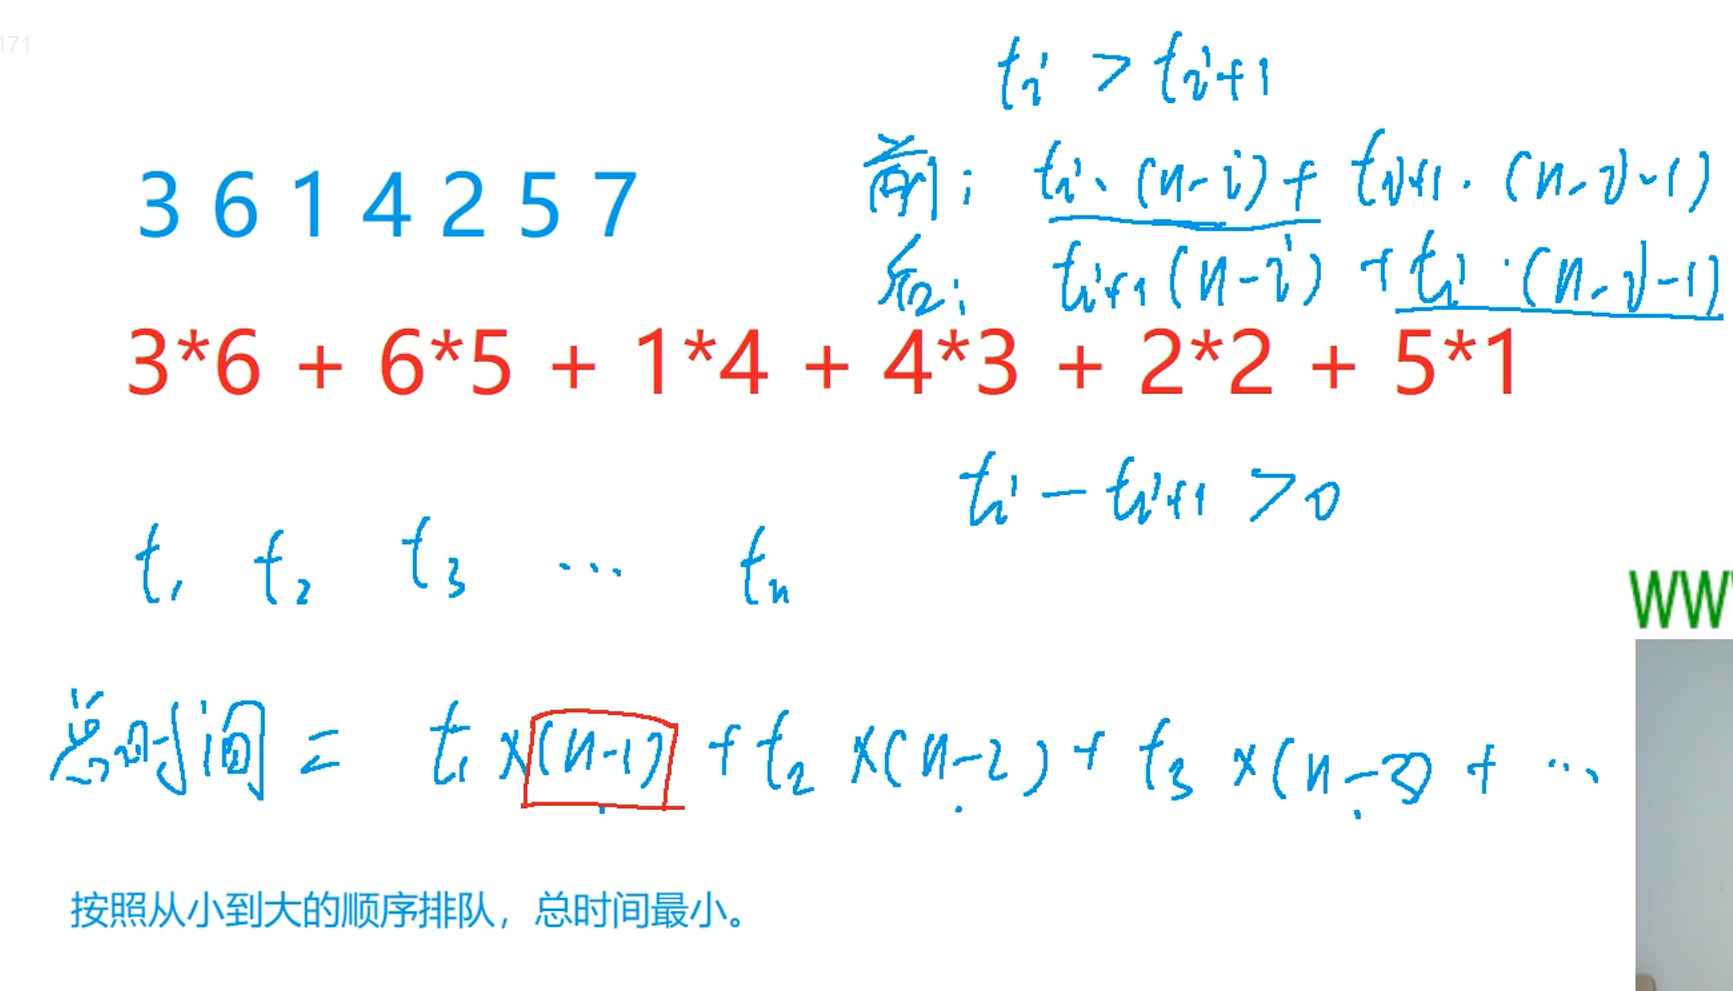 171
tᵢ > tᵢ₊₁
前: tᵢ·(n-i)+ tᵢ₊₁·(n-i-1)
3 6 1 4 2 5 7
后: tᵢ₊₁(n-i) + tᵢ·(n-i-1)
3*6 + 6*5 + 1*4 + 4*3 + 2*2 + 5*1
tᵢ - tᵢ₊₁ > 0
t₁ t₂ t₃ ... tₙ
总时间 = t₁ ×(n-1) + t₂ ×(n-2) + t₃ ×(n-3) + ...
按照从小到大的顺序排队，总时间最小。